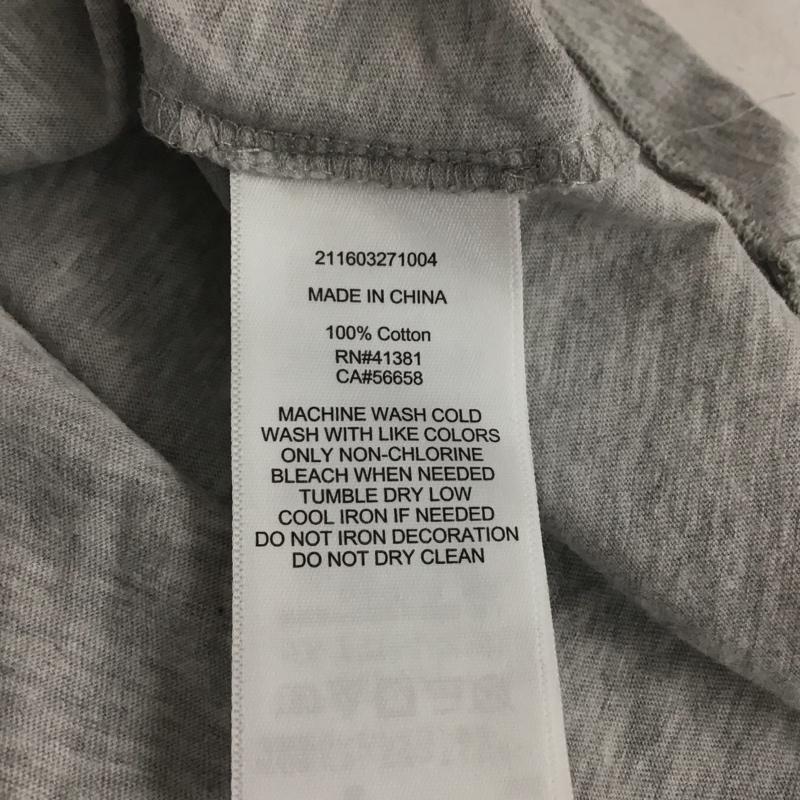 211603271004
MADE IN CHINA
100% Cotton
RN#41381
CA#56658
MACHINE WASH COLD
WASH WITH LIKE COLORS
ONLY NON-CHLORINE
BLEACH WHEN NEEDED
TUMBLE DRY LOW
COOL IRON IF NEEDED
DO NOT IRON DECORATION
DO NOT DRY CLEAN